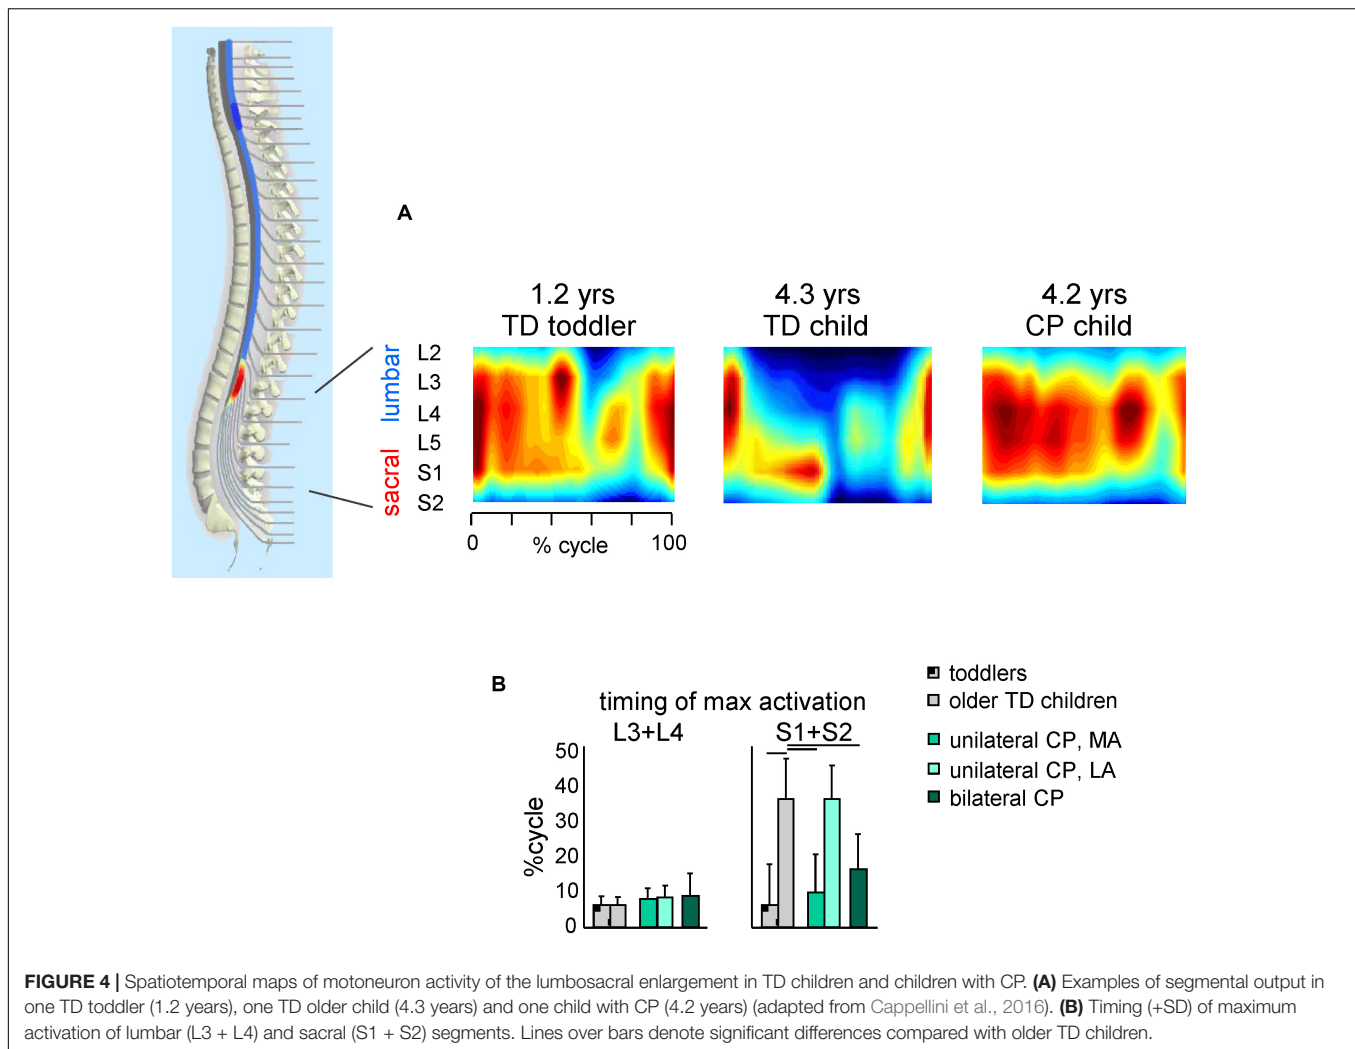 A
1.2 yrs
TD toddler
4.3 yrs
TD child
4.2 yrs
CP child
lumbar
sacral
L2
L3
L4
L5
S1
S2
0
% cycle
100
B
timing of max activation
L3+L4
S1+S2
%cycle
50
40
30
20
10
0
toddlers
older TD children
unilateral CP, MA
unilateral CP, LA
bilateral CP
FIGURE 4 | Spatiotemporal maps of motoneuron activity of the lumbosacral enlargement in TD children and children with CP. (A) Examples of segmental output in
one TD toddler (1.2 years), one TD older child (4.3 years) and one child with CP (4.2 years) (adapted from Cappellini et al., 2016). (B) Timing (+SD) of maximum
activation of lumbar (L3 + L4) and sacral (S1 + S2) segments. Lines over bars denote significant differences compared with older TD children.